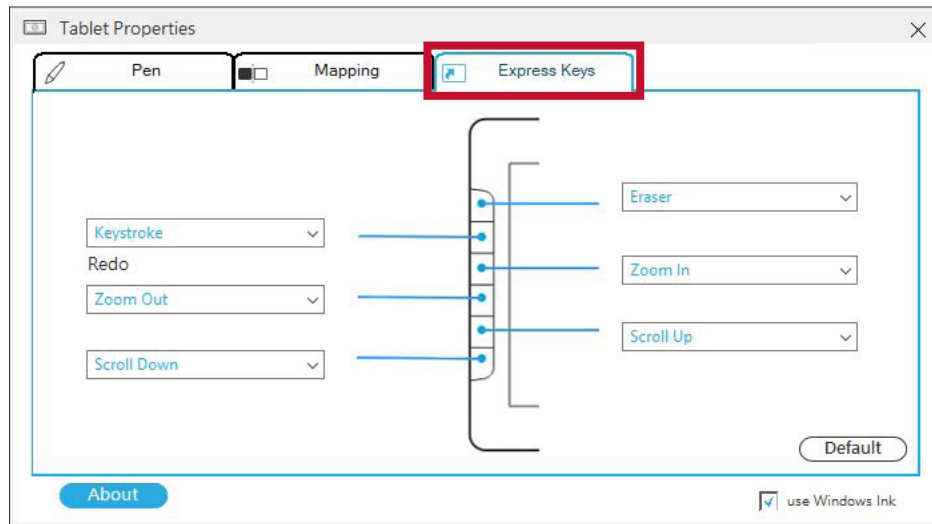 Tablet Properties
Pen
Mapping
Express Keys
Eraser
Keystroke
Redo
Zoom In
Zoom Out
Scroll Up
Scroll Down
Default
About
use Windows Ink